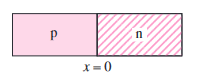 p n
x = 0